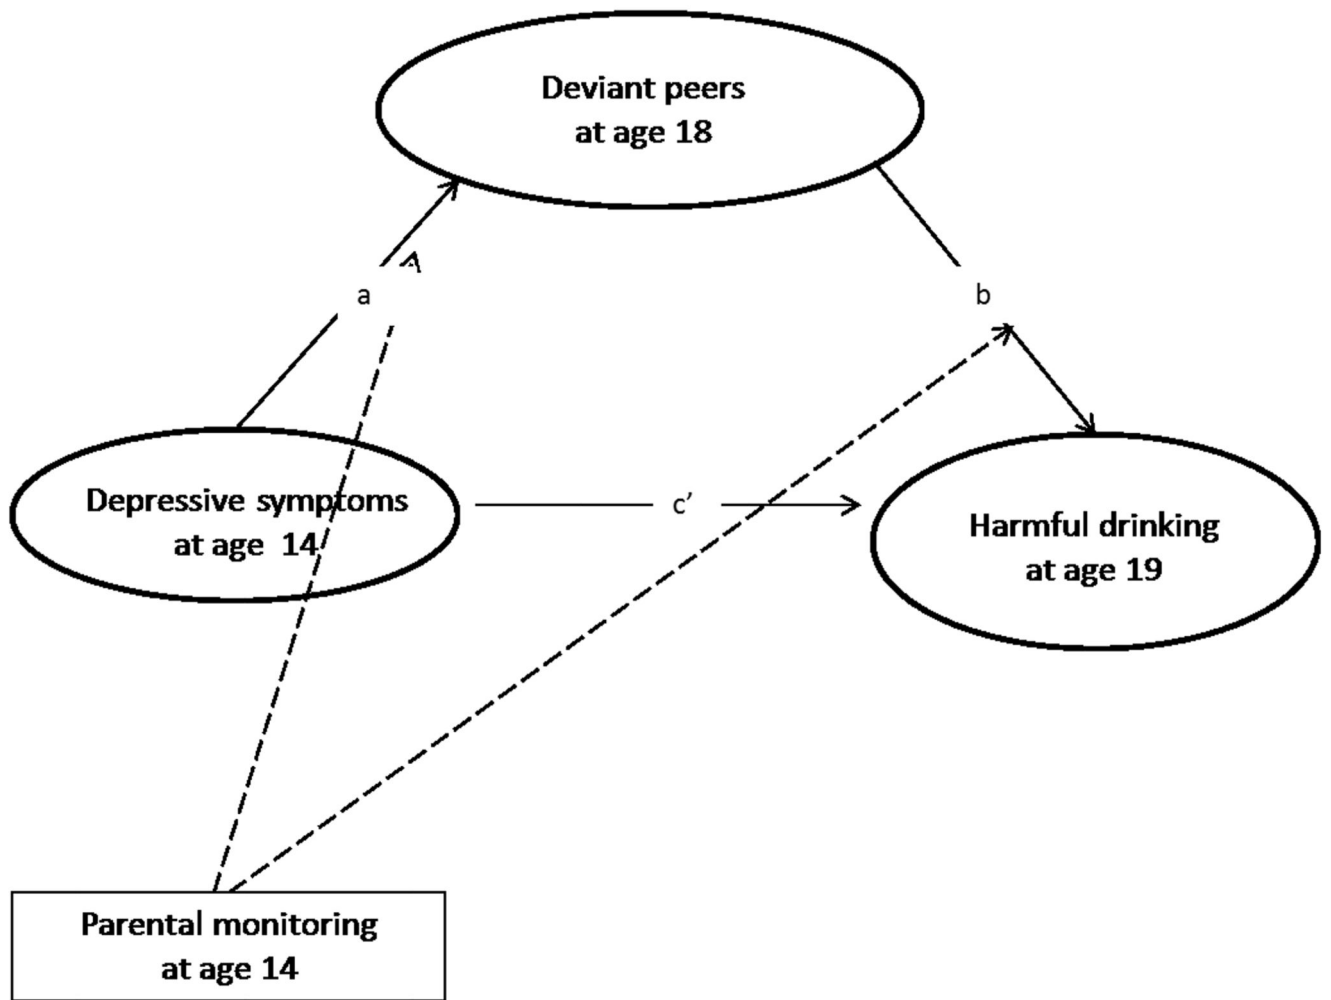 Deviant peers
at age 18
a
b
Depressive symptoms
at age 14
c’
Harmful drinking
at age 19
Parental monitoring
at age 14